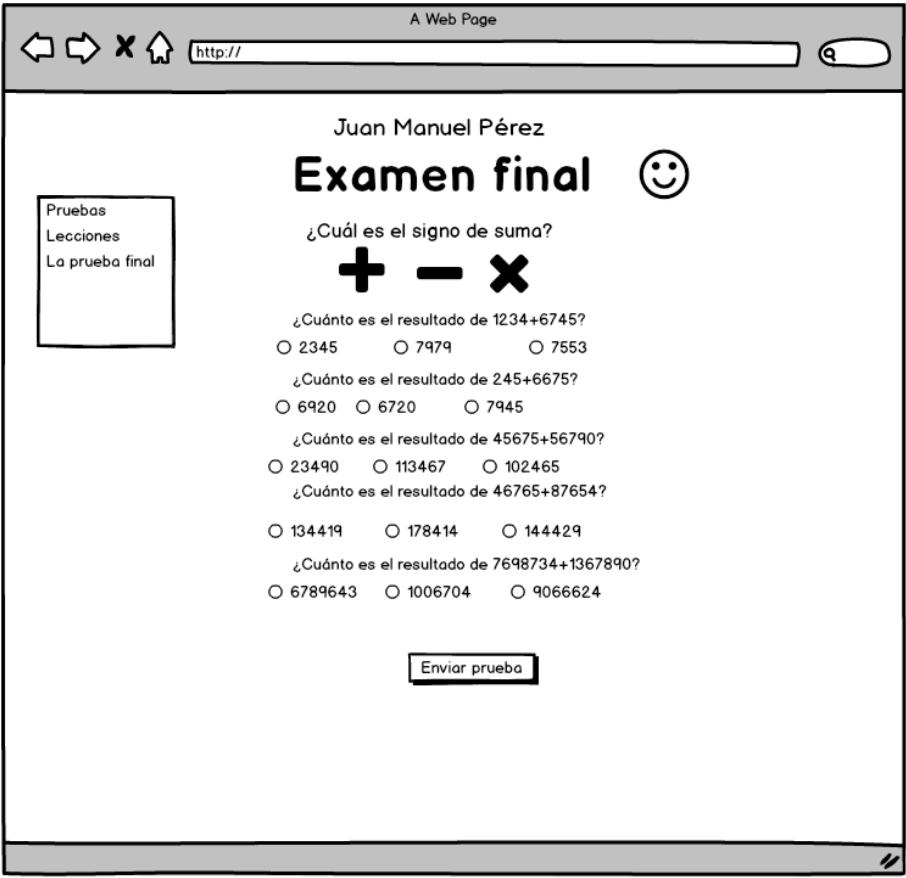 A Web Page
http://
Juan Manuel Pérez
Examen final
Pruebas
Lecciones
La prueba final
¿Cuál es el signo de suma?
¿Cuánto es el resultado de 1234+6745?
2345 7979 7553
¿Cuánto es el resultado de 245+6675?
6920 6720 7945
¿Cuánto es el resultado de 45675+56790?
23490 113467 102465
¿Cuánto es el resultado de 46765+87654?
134419 178414 144429
¿Cuánto es el resultado de 7698734+1367890?
6789643 1006704 9066624
Enviar prueba